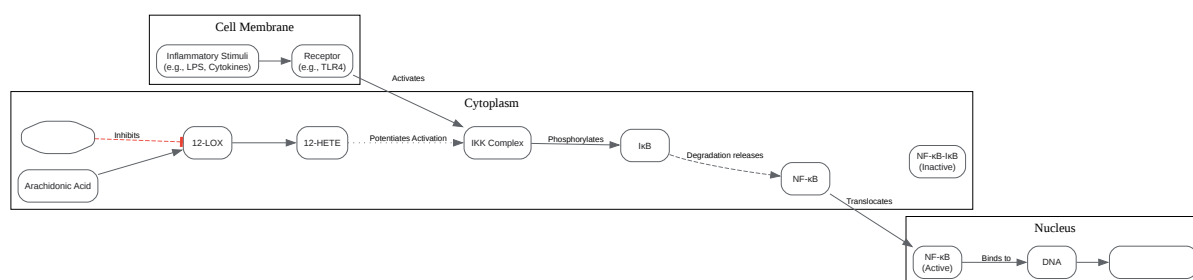 Cell Membrane
Inflammatory Stimuli
(e.g., LPS, Cytokines)
Receptor
(e.g., TLR4)
Activates
Cytoplasm
Inhibits
12-LOX
12-HETE
Potentiates Activation
IKK Complex
Phosphorylates
IκB
Degradation releases
NF-κB
NF-κB-IκB
(Inactive)
Arachidonic Acid
Translocates
Nucleus
NF-κB
(Active)
Binds to
DNA